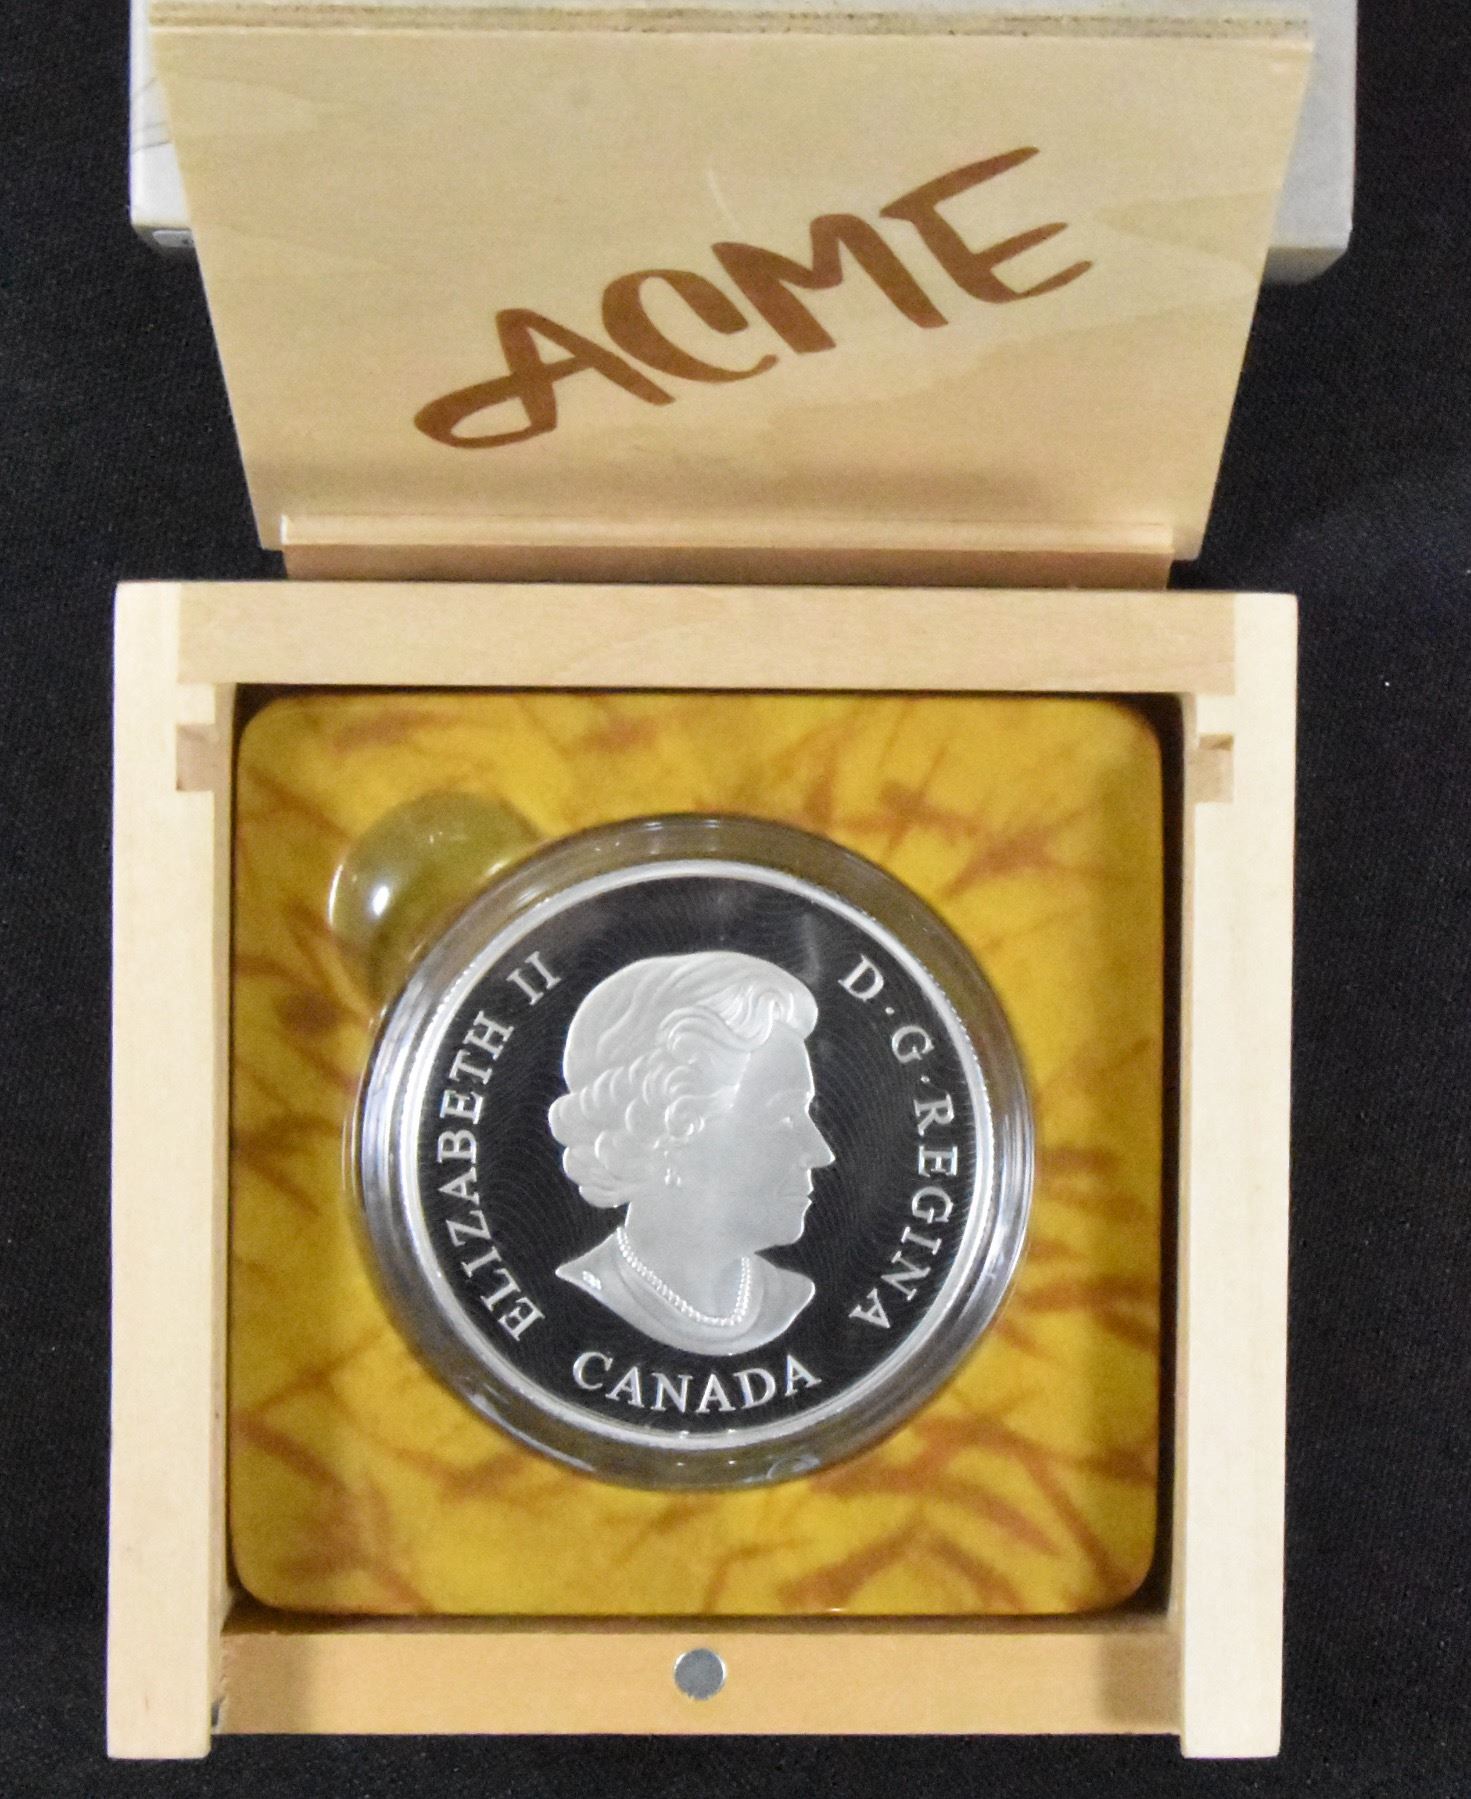 ACME
ELIZABETH II
D·G·REGINA
CANADA